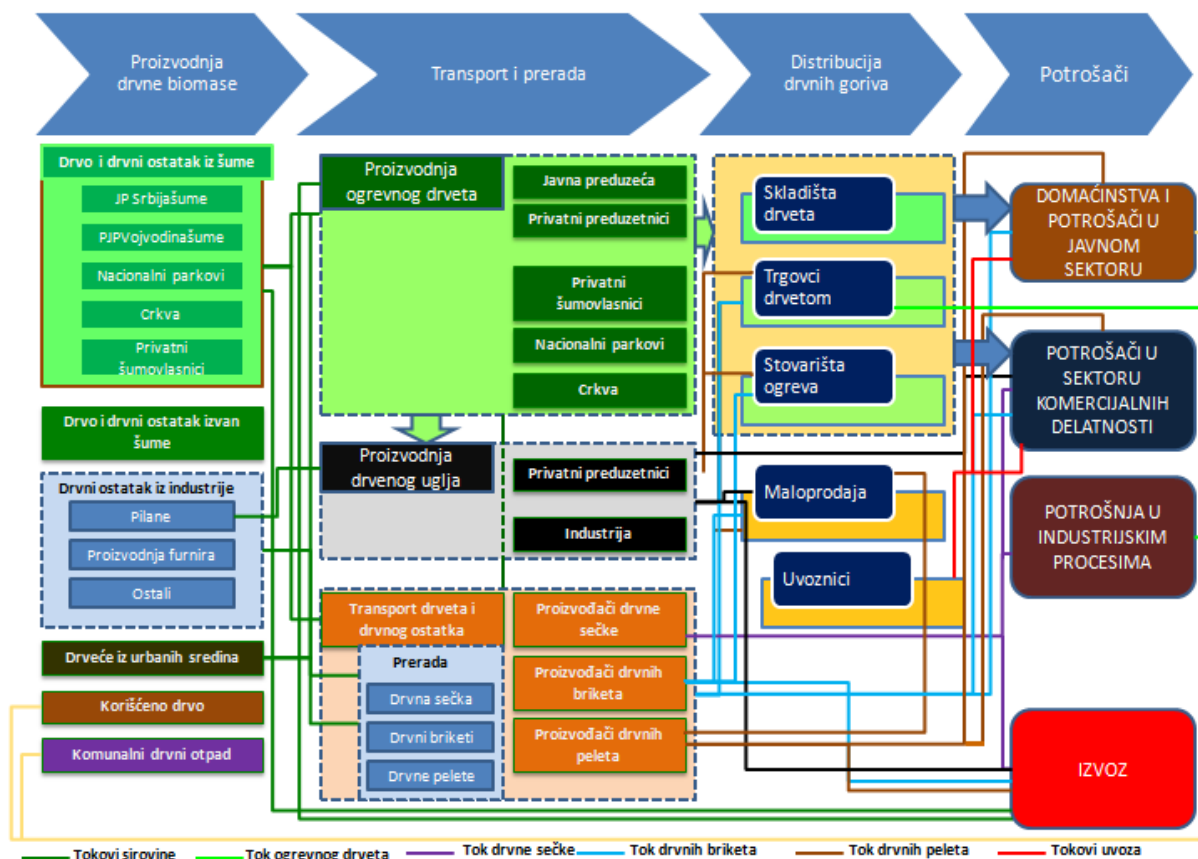 Proizvodnja
drvne biomase
Transport i prerada
Distribucija
drvnih goriva
Potrošači
Drvo i drvni ostatak iz šume
JP Srbijašume
PJPVojvodinašume
Nacionalni parkovi
Crkva
Privatni
šumovlasnici
Drvo i drvni ostatak izvan
šume
Drvni ostatak iz industrije
Pilane
Proizvodnja furnira
Ostali
Drveće iz urbanih sredina
Korišćeno drvo
Komunalni drvni otpad
Proizvodnja
ogrevnog drveta
Javna preduzeća
Privatni preduzetnici
Privatni
šumovlasnici
Nacionalni parkovi
Crkva
Proizvodnja
drvenog uglja
Privatni preduzetnici
Industrija
Transport drveta i
drvnog ostatka
Prerada
Drvna sečka
Drvni briketi
Drvne pelete
Proizvođači drvne
sečke
Proizvođači drvnih
briketa
Proizvođači drvnih
peleta
Skladišta
drveta
Trgovci
drvetom
Stovarišta
ogreva
Maloprodaja
Uvoznici
DOMAĆINSTVA I
POTROŠAČI U
JAVNOM
SEKTORU
POTROŠAČI U
SEKTORU
KOMERCIJALNIH
DELATNOSTI
POTROŠNJA U
INDUSTRIJSKIM
PROCESIMA
IZVOZ
Tokovi sirovine
Tok ogrevnog drveta
Tok drvne sečke
Tok drvnih briketa
Tok drvnih peleta
Tokovi uvoza